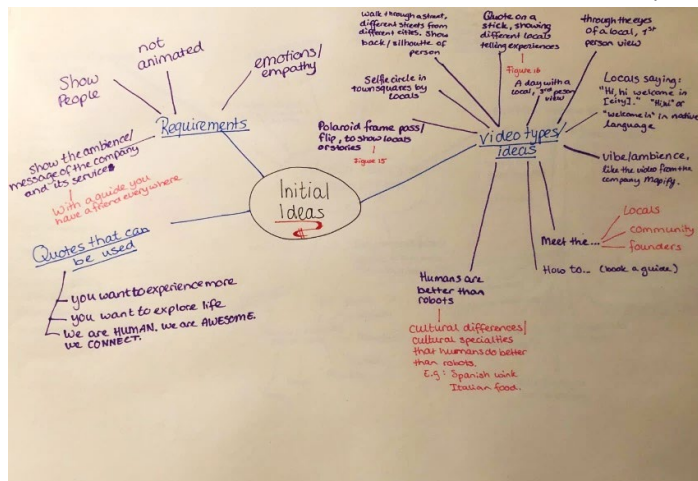 Initial
Ideas
Requirements
Show
People
not
animated
emotions/
empathy
Show the ambience/
message of the company
and its service
With a guide you
have a friend everywhere
Quotes that can
be used
you want to experience more
you want to explore life
We are HUMAN. We are AWESOME.
We CONNECT.
Video types/
ideas
walk through a street,
different streets from
different cities. Show
back/silhoutte of
person
Quote on a
stick, showing
different locals
telling experiences
Figure 16
through the eyes
of a local, 1st
person view
Selfie circle in
town squares by
locals
A day with a
local, 3rd person
view
Locals saying:
"Hi, hi welcome in
[city]." "Hi, hi" or
"welcome in" in native
language
Polaroid frame pass/
flip, to show locals
or stories
Figure 15
vibe/ambience,
like the video from the
company Mapify.
Meet the...
Locals
community
founders
How to... (book a guide)
Humans are
better than
robots
cultural differences/
cultural specialties
that humans do better
than robots.
E.g: Spanish wink
Italian food.